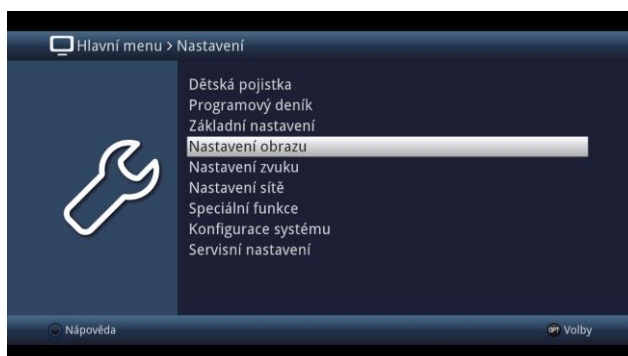 Hlavní menu > Nastavení
Dětská pojistka
Programový deník
Základní nastavení
Nastavení obrazu
Nastavení zvuku
Nastavení sítě
Speciální funkce
Konfigurace systému
Servisní nastavení
Nápověda
OPT Volby